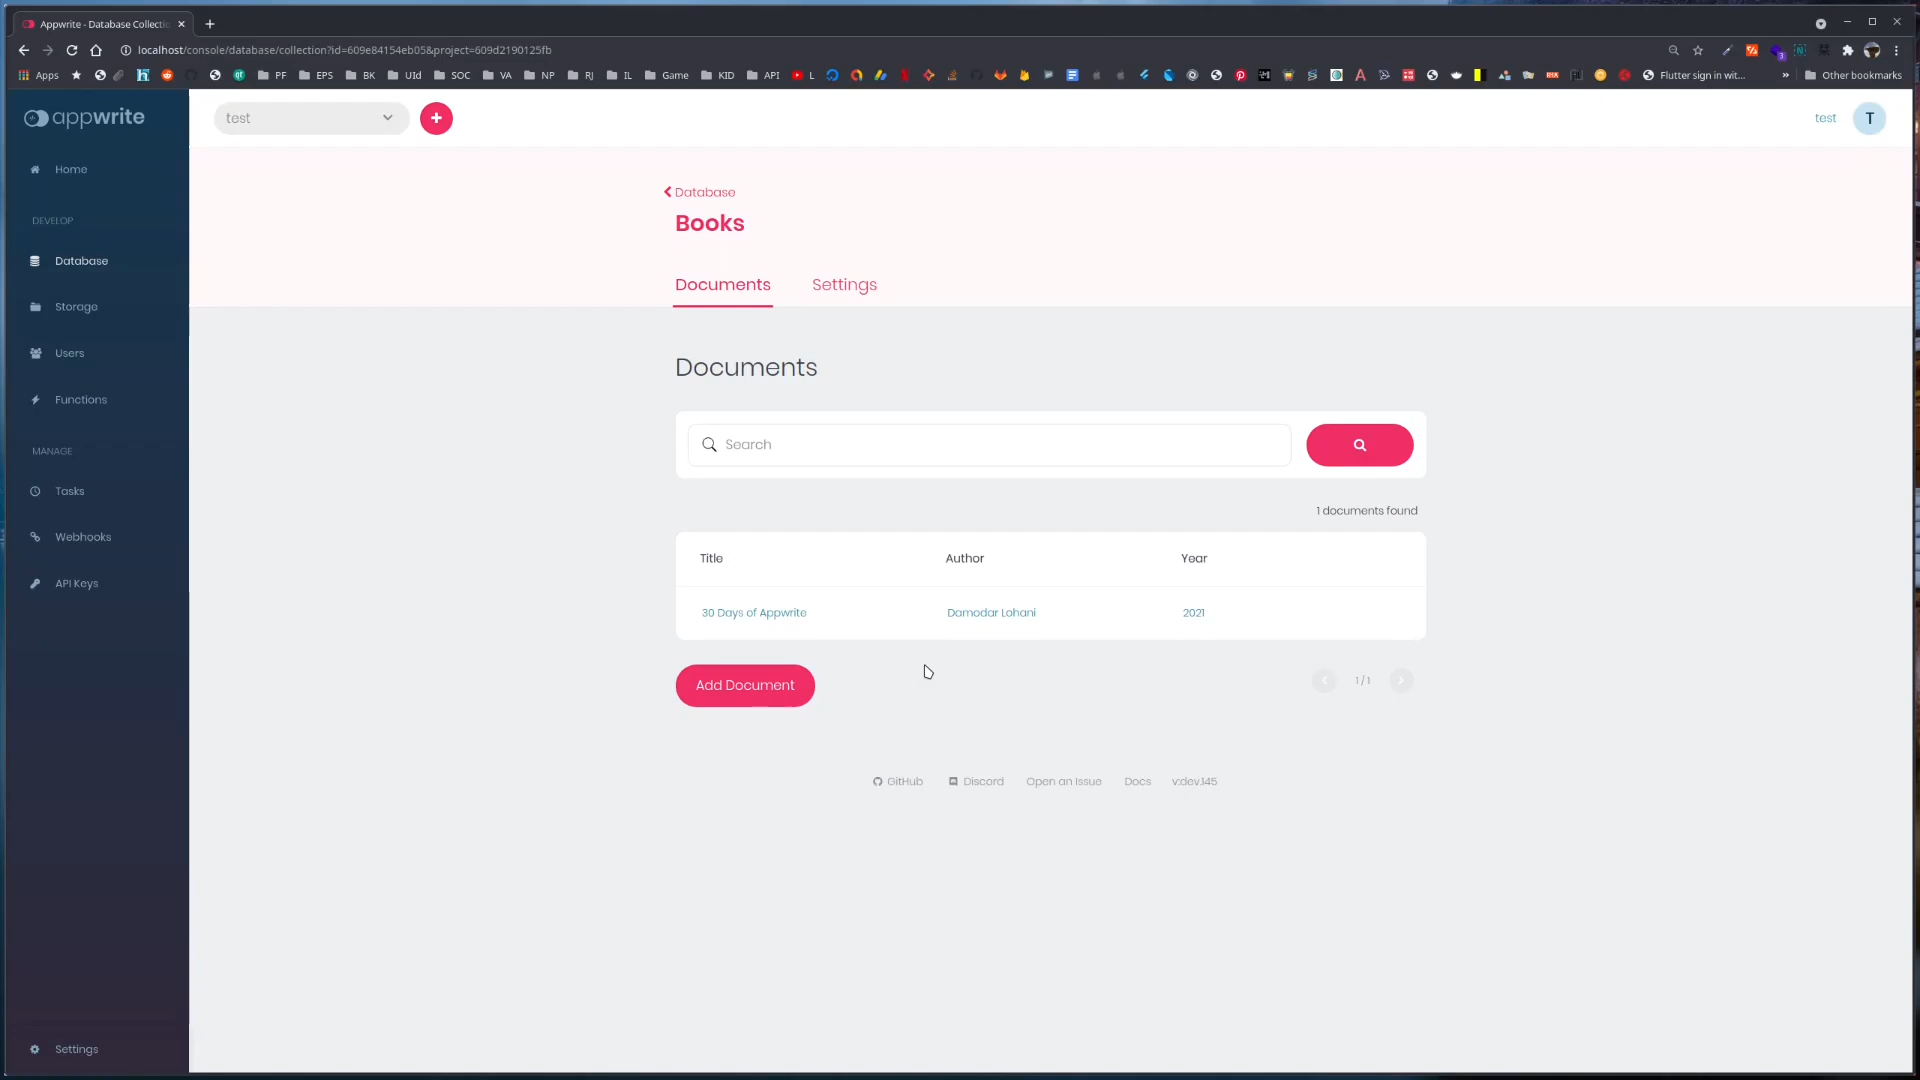 Appwrite - Database Collectic
localhost/console/database/collection?id=609e84154eb05&project=609d2190125fb
Apps
PF
EPS
BK
UId
SOC
VA
NP
RJ
IL
Game
KID
API
L
Flutter sign in wit...
Other bookmarks
appwrite
test
test
T
Home
DEVELOP
Database
Storage
Users
Functions
MANAGE
Tasks
Webhooks
API Keys
Settings
Database
Books
Documents Settings
Documents
Search
1 documents found
Title Author Year
30 Days of Appwrite Damodar Lohani 2021
Add Document
1 / 1
GitHub Discord Open an Issue Docs v:dev.145